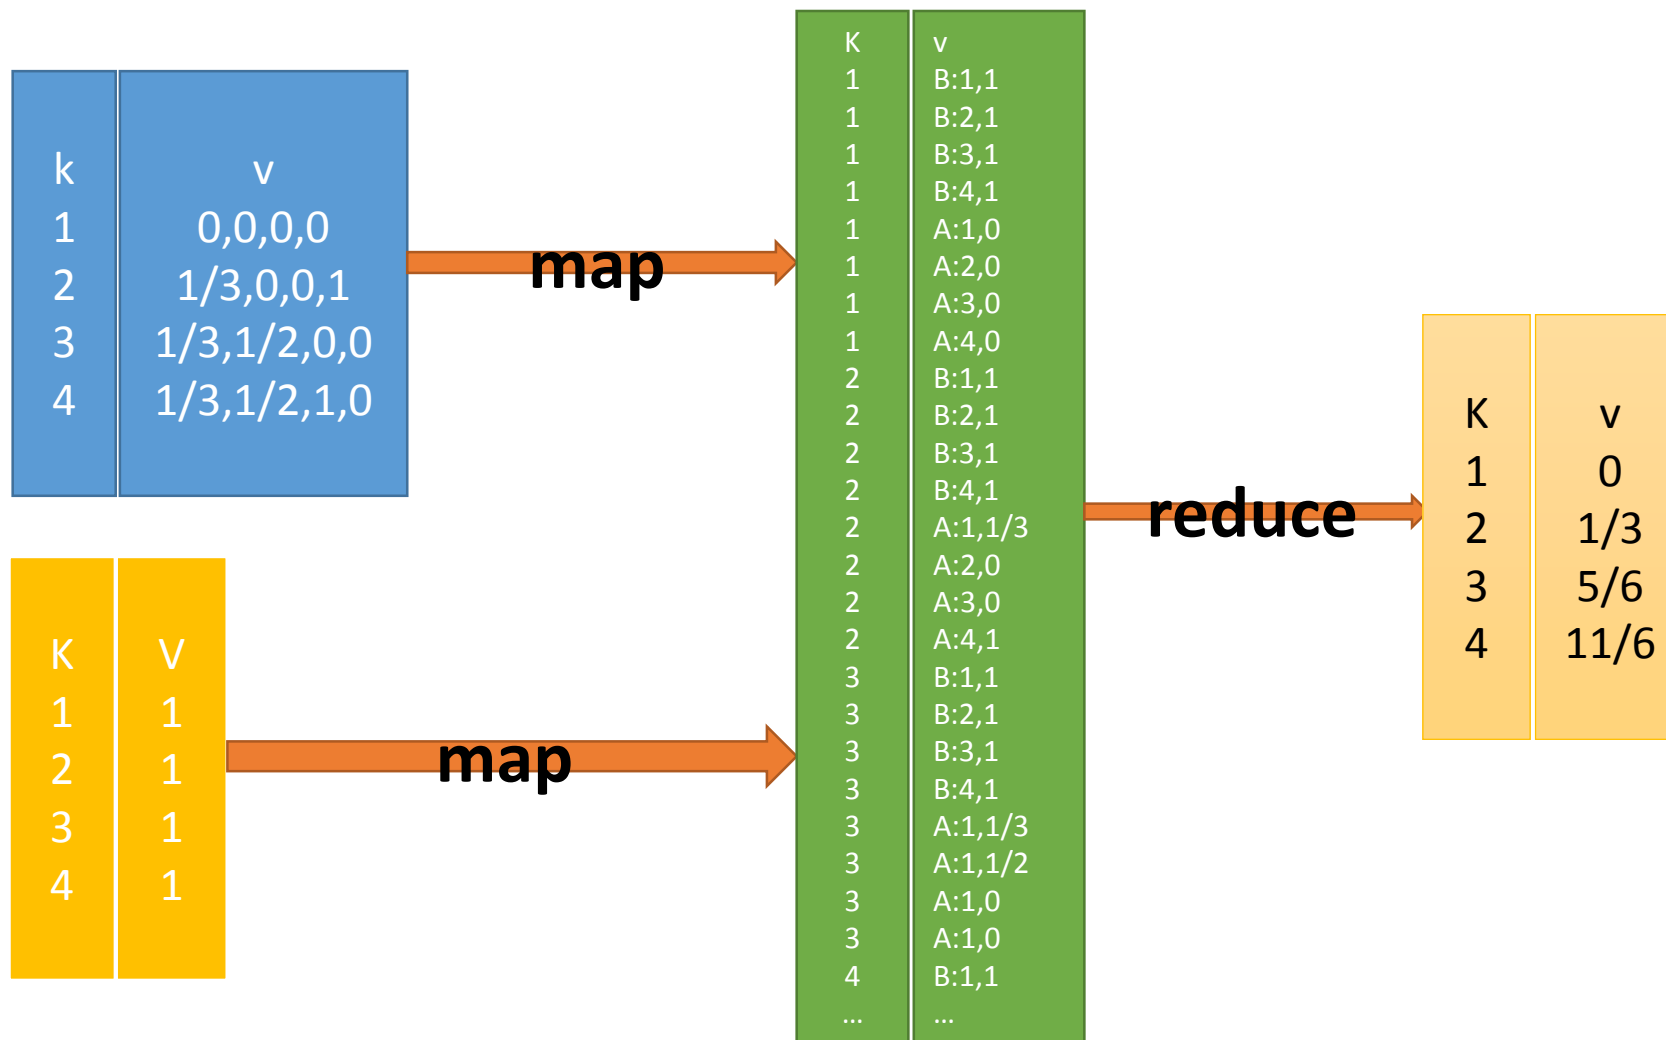 k v
1 0,0,0,0
2 1/3,0,0,1
3 1/3,1/2,0,0
4 1/3,1/2,1,0
map
K V
1 1
2 1
3 1
4 1
map
K v
1 B:1,1
1 B:2,1
1 B:3,1
1 B:4,1
1 A:1,0
1 A:2,0
1 A:3,0
1 A:4,0
2 B:1,1
2 B:2,1
2 B:3,1
2 B:4,1
2 A:1,1/3
2 A:2,0
2 A:3,0
2 A:4,1
3 B:1,1
3 B:2,1
3 B:3,1
3 B:4,1
3 A:1,1/3
3 A:1,1/2
3 A:1,0
3 A:1,0
4 B:1,1
... ...
reduce
K v
1 0
2 1/3
3 5/6
4 11/6